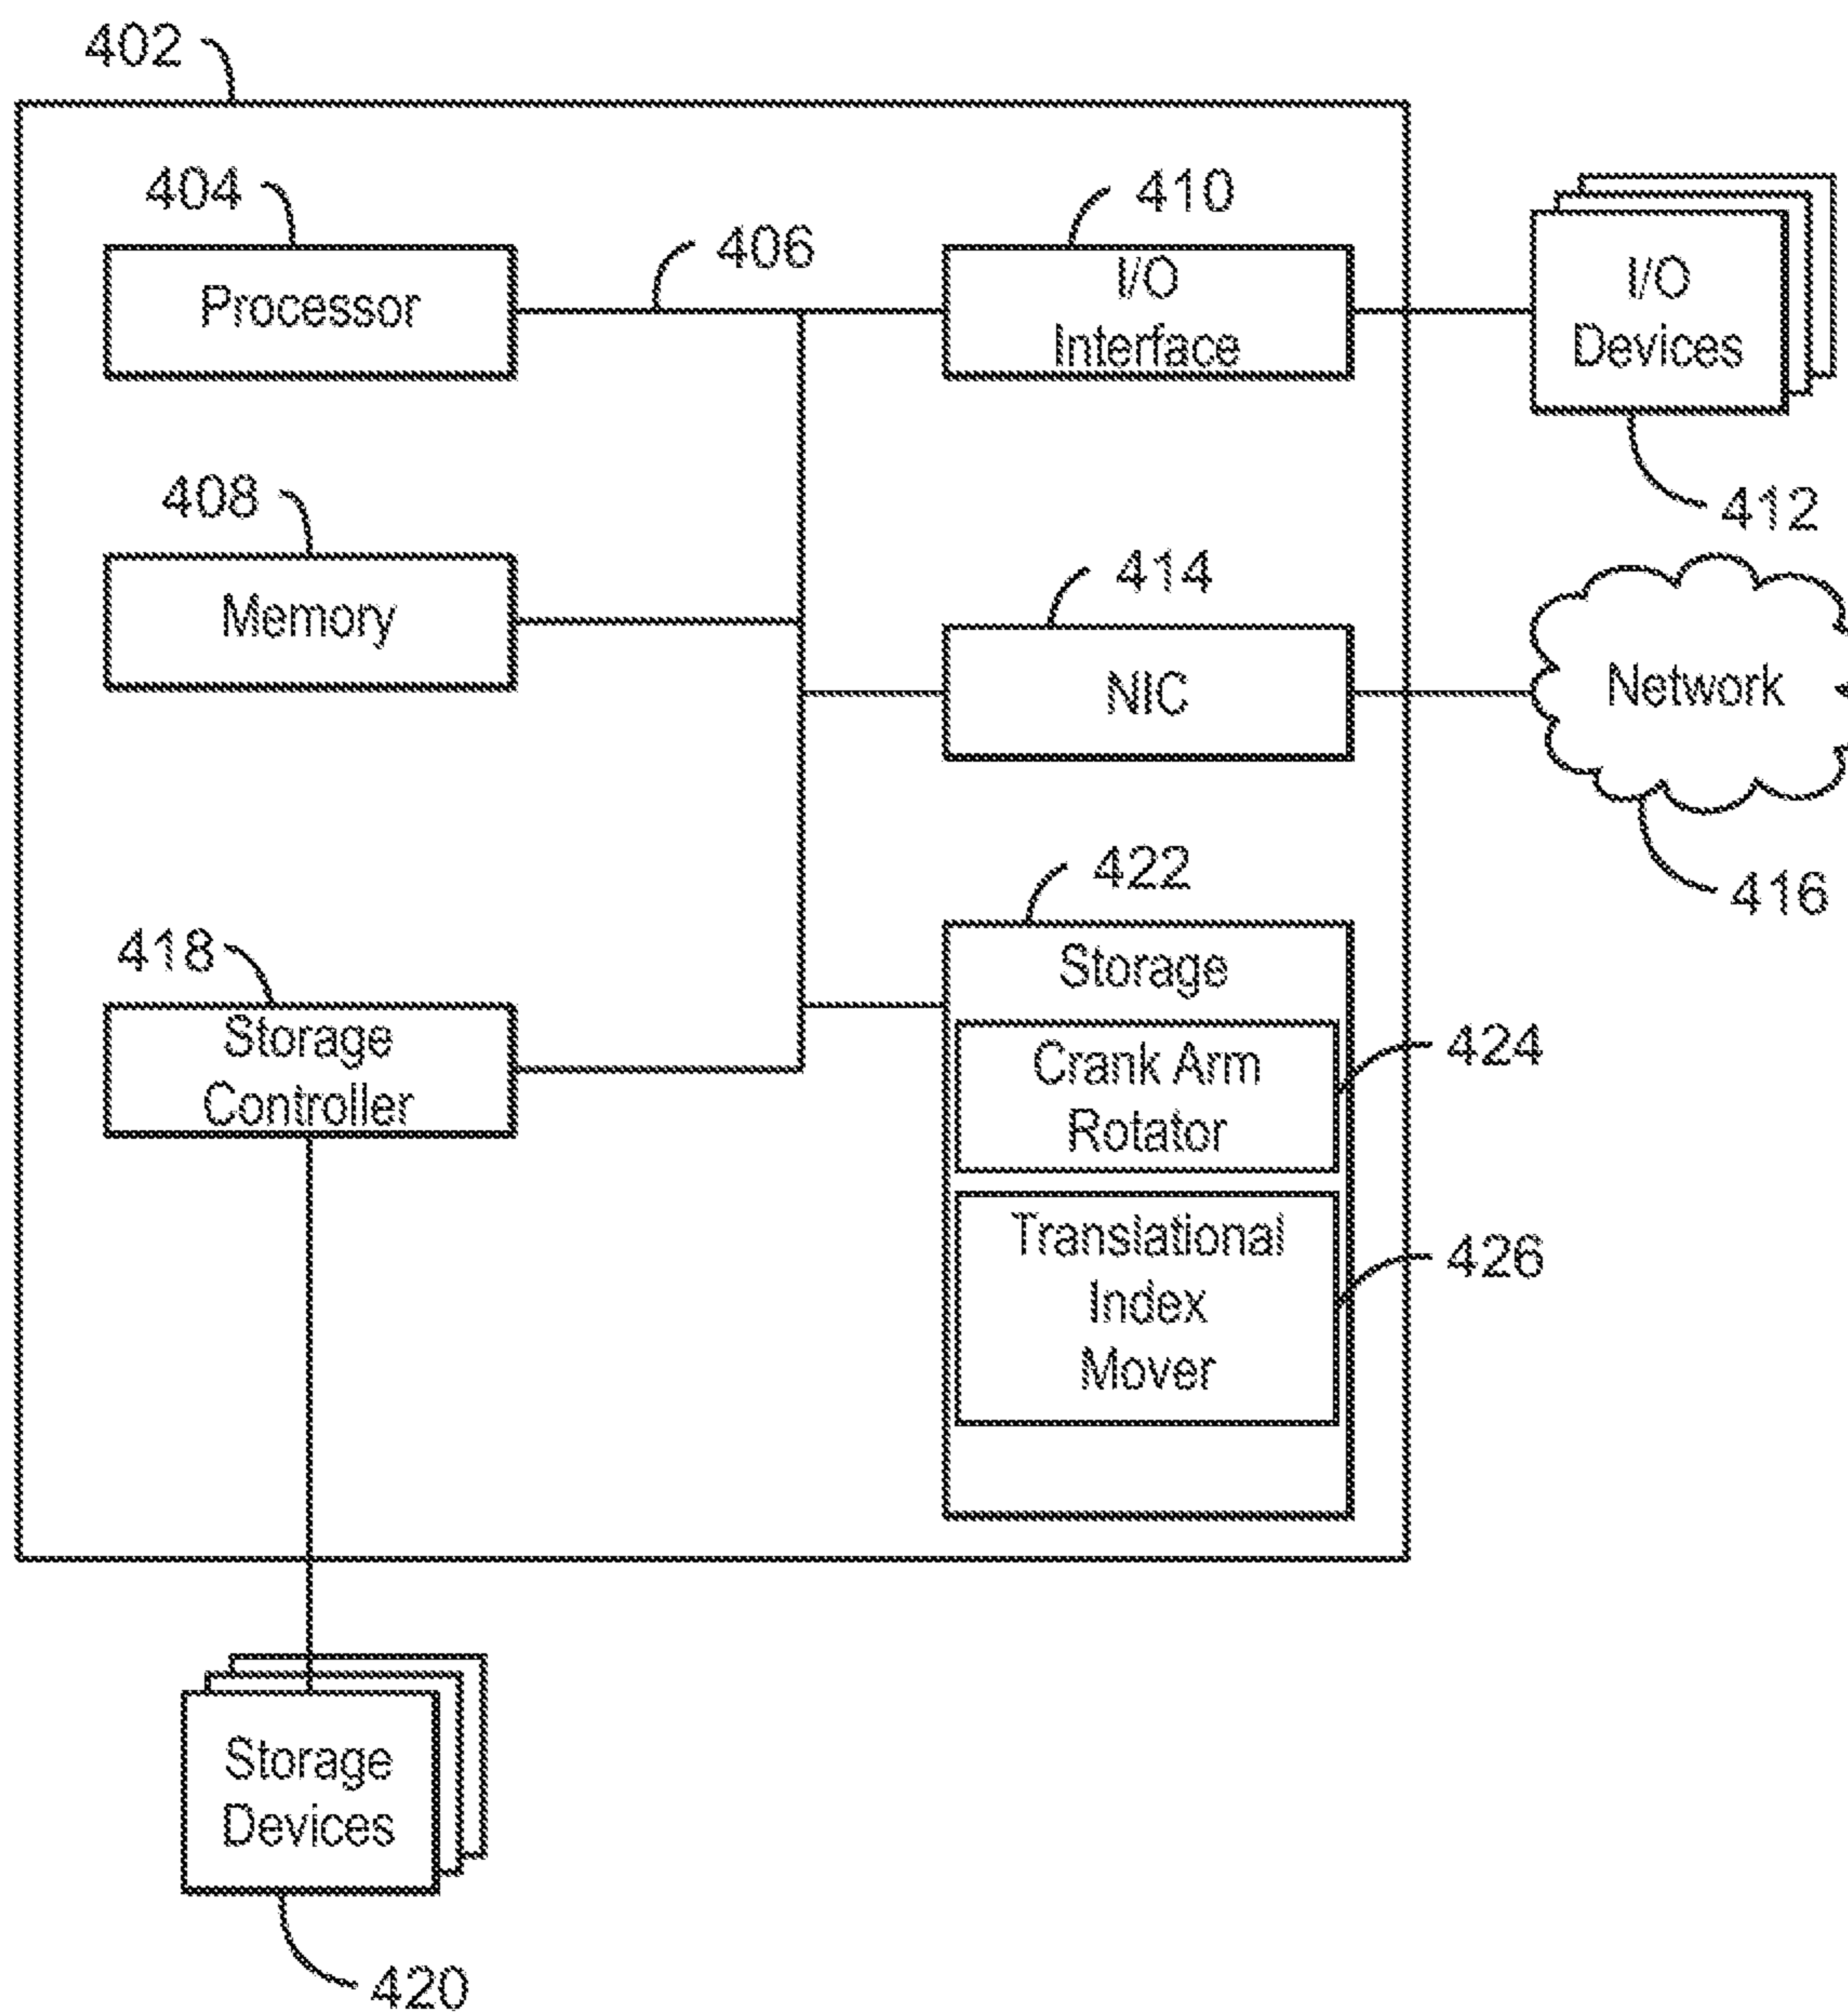 402
404
Processor
406
410
I/O
Interface
I/O
Devices
412
408
Memory
414
NIC
Network
416
418
Storage
Controller
422
Storage
Crank Arm
Rotator
424
Translational
Index
Mover
426
Storage
Devices
420